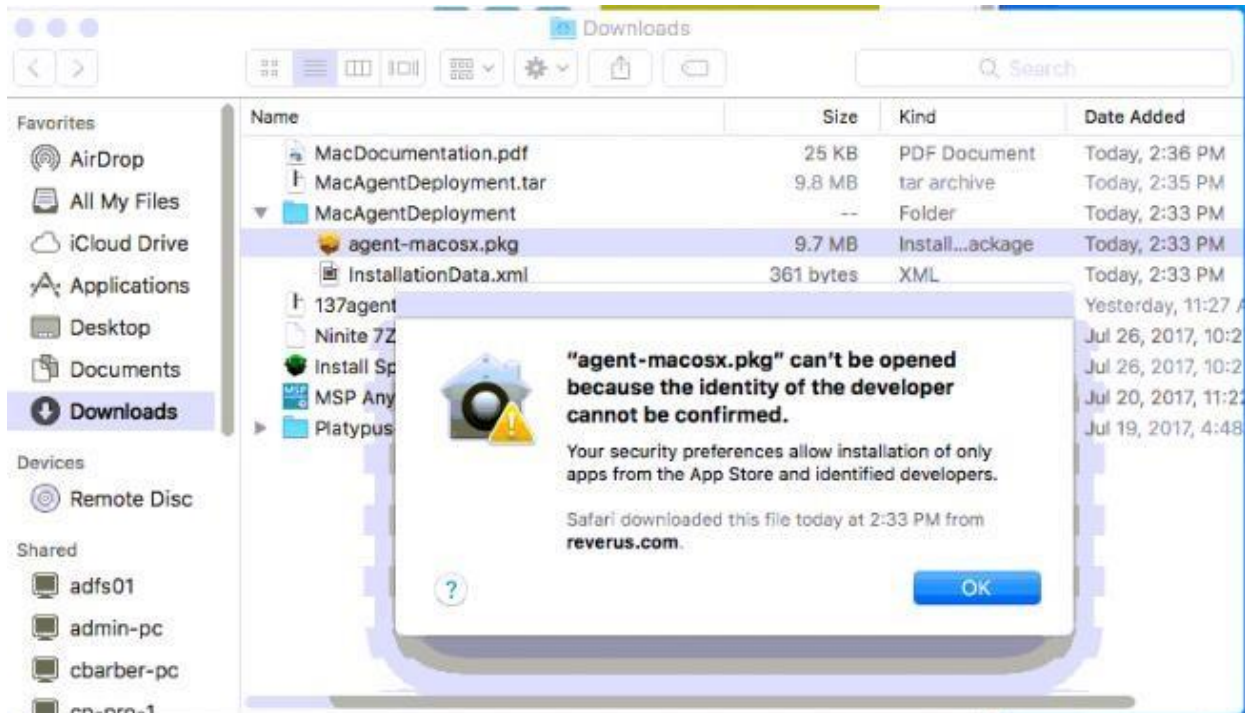 Downloads
Search
Favorites
AirDrop
All My Files
iCloud Drive
Applications
Desktop
Documents
Downloads
Devices
Remote Disc
Shared
adfs01
admin-pc
cbarber-pc
Name Size Kind Date Added
MacDocumentation.pdf 25 KB PDF Document Today, 2:36 PM
MacAgentDeployment.tar 9.8 MB tar archive Today, 2:35 PM
MacAgentDeployment -- Folder Today, 2:33 PM
agent-macosx.pkg 9.7 MB Install...ackage Today, 2:33 PM
InstallationData.xml 361 bytes XML Today, 2:33 PM
137agent Yesterday, 11:27 A
Ninite 7Z Jul 26, 2017, 10:2
Install Sp Jul 26, 2017, 10:2
MSP Any Jul 20, 2017, 11:22
Platypus Jul 19, 2017, 4:48
“agent-macosx.pkg” can’t be opened
because the identity of the developer
cannot be confirmed.
Your security preferences allow installation of only
apps from the App Store and identified developers.
Safari downloaded this file today at 2:33 PM from
reverus.com.
?
OK